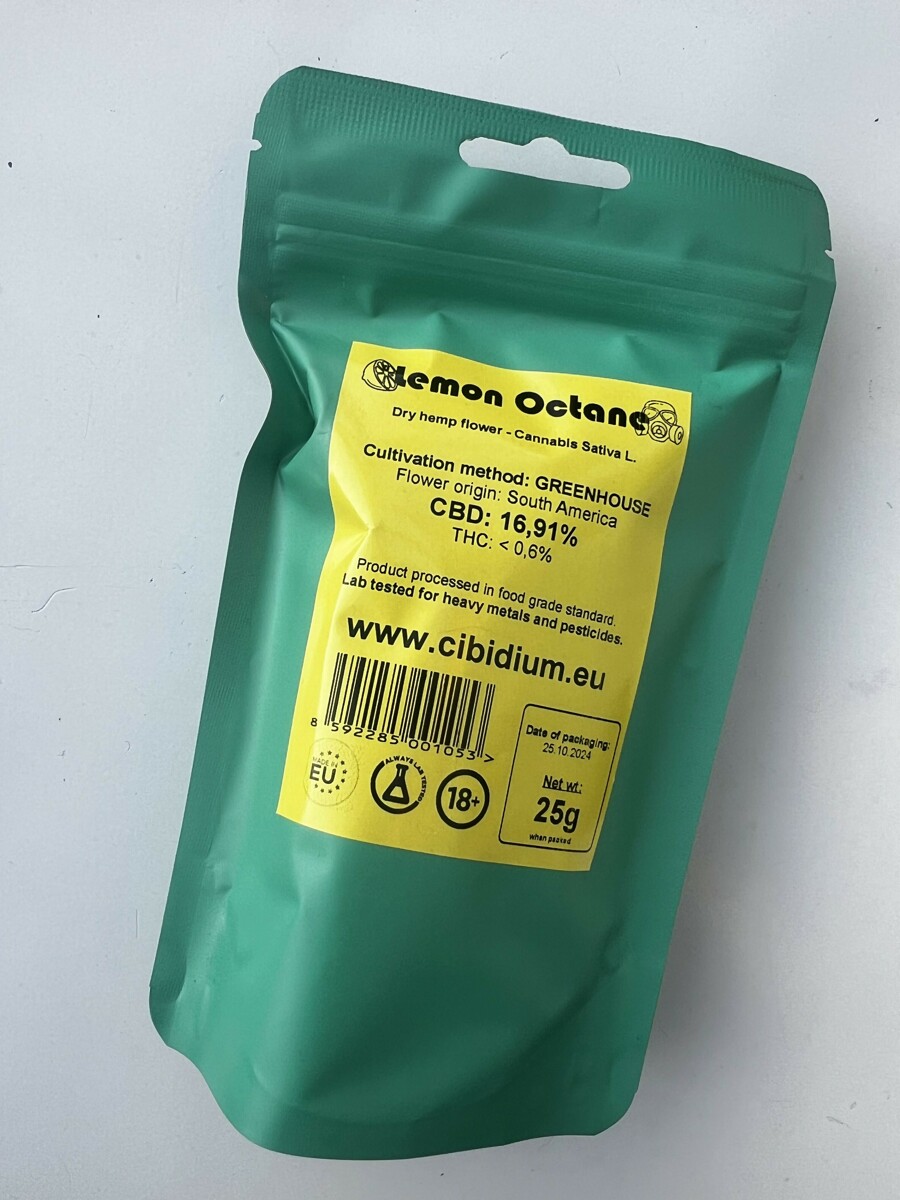 Lemon Octane
Dry hemp flower - Cannabis Sativa L.
Cultivation method: GREENHOUSE
Flower origin: South America
CBD: 16,91%
THC: < 0,6%
Product processed in food grade standard.
Lab tested for heavy metals and pesticides.
www.cibidium.eu
8 592285 001053 >
MADE IN
EU
ALWAYS LAB TESTED
18+
Date of packaging:
25.10.2024
Net wt:
25g
when packed